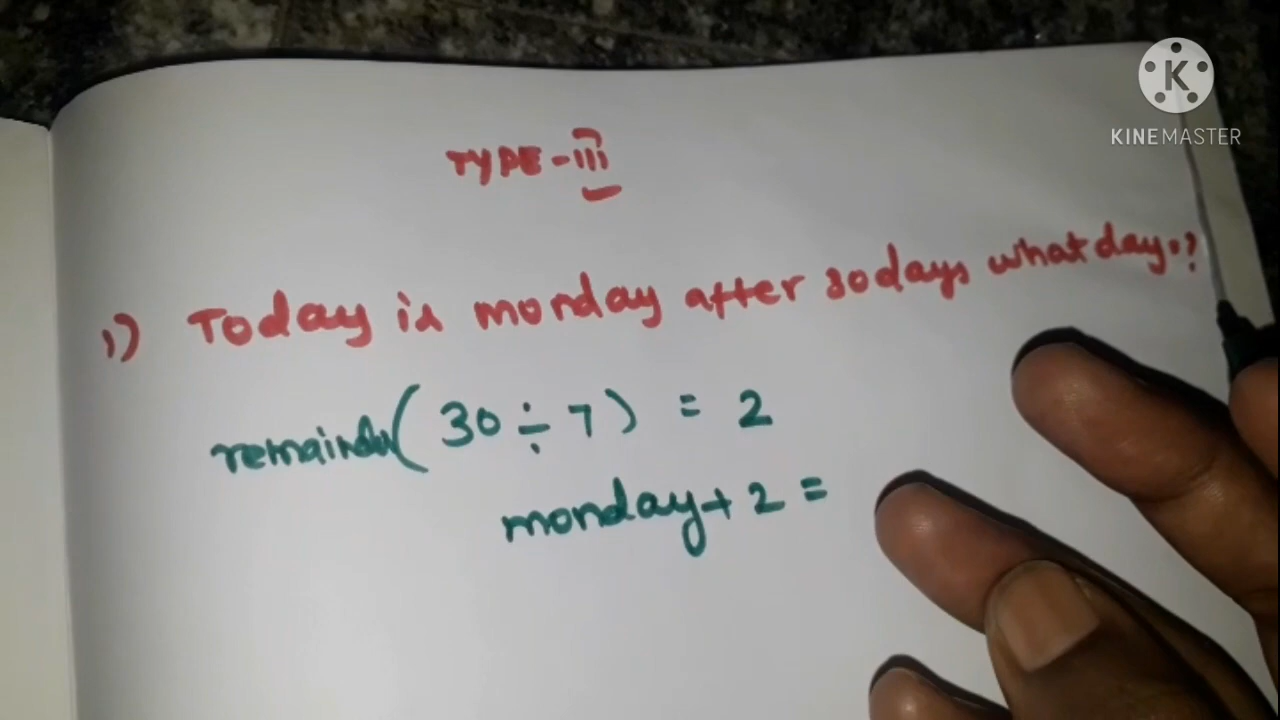 KINEMASTER
TYPE-III
1) Today is monday after 30days what day.?
remainder(30÷7) = 2
monday+2=